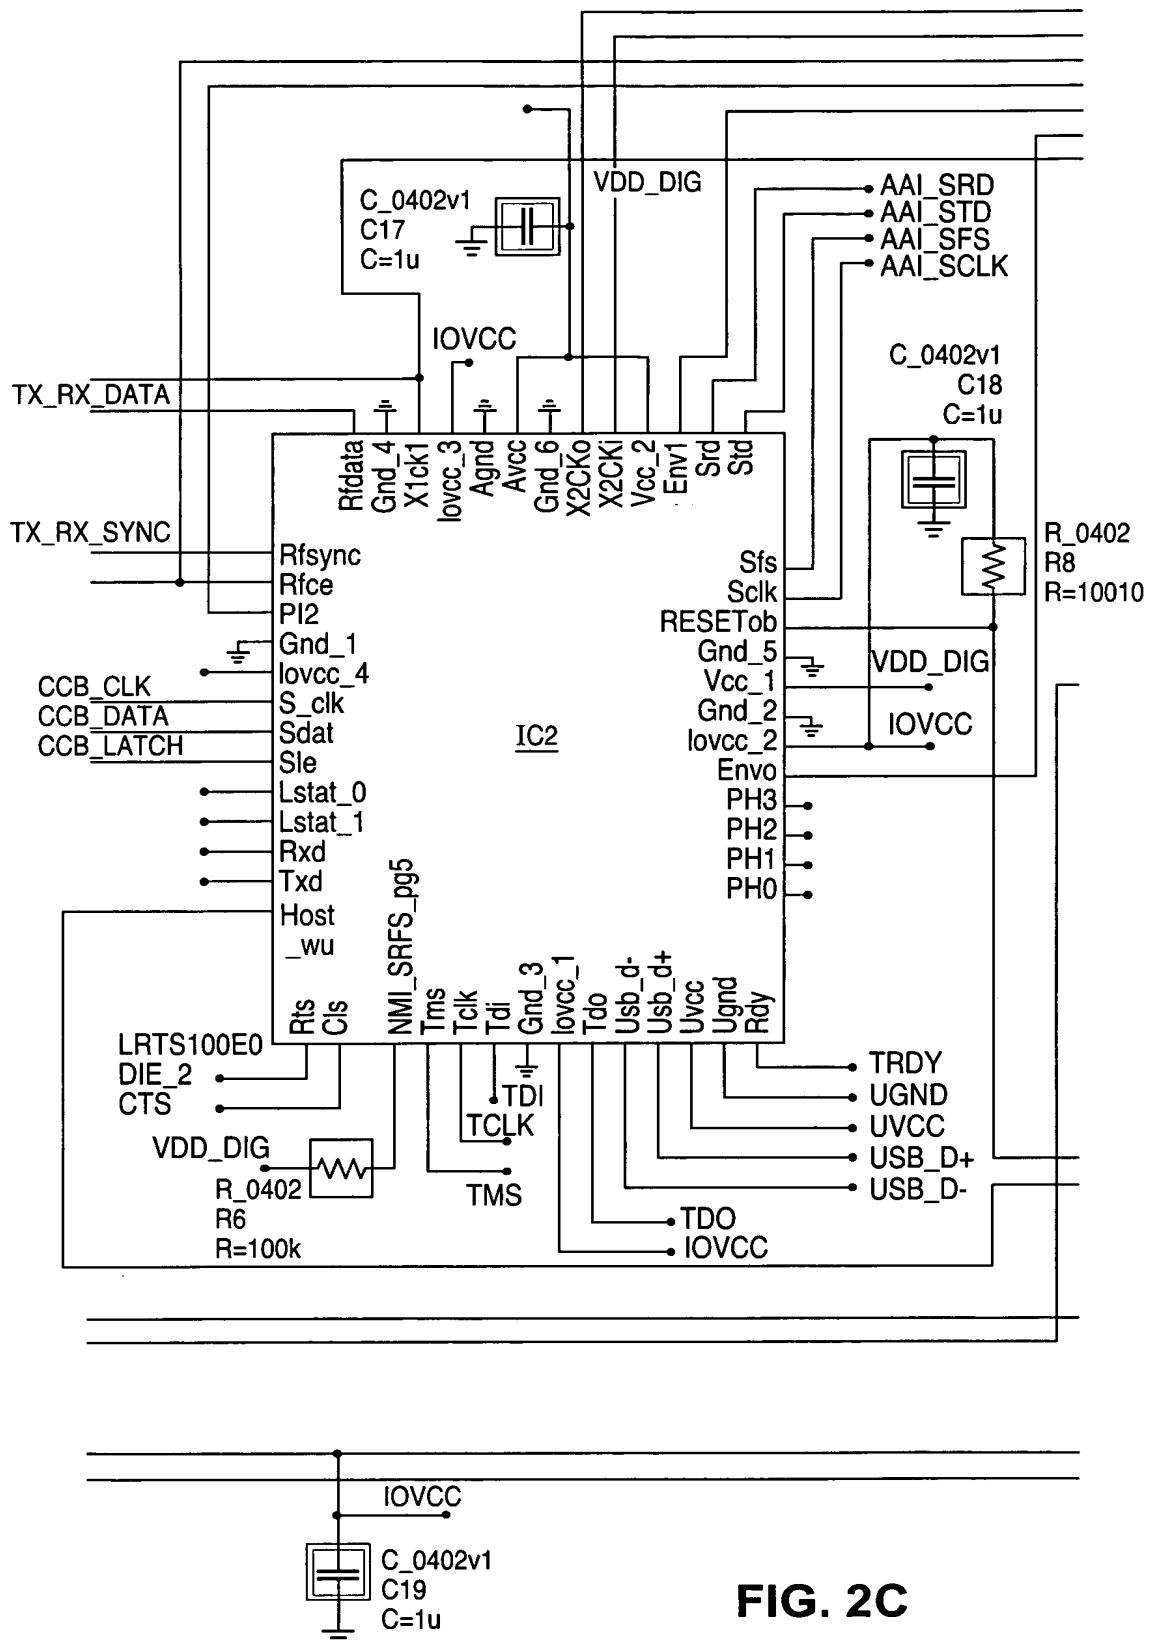 VDD_DIG
AAI_SRD
AAI_STD
AAI_SFS
AAI_SCLK
C_0402v1
C17
C=1u
IOVCC
C_0402v1
C18
C=1u
TX_RX_DATA
Rfdata
Gnd_4
X1ck1
Iovcc_3
Agnd
Avcc
Gnd_6
X2CKo
X2CKi
Vcc_2
Env1
Srd
Std
TX_RX_SYNC
Rfsync
Rfce
PI2
Gnd_1
Iovcc_4
CCB_CLK
S_clk
CCB_DATA
Sdat
CCB_LATCH
Sle
Lstat_0
Lstat_1
Rxd
Txd
Host
_wu
IC2
Sfs
Sclk
RESETob
Gnd_5
Vcc_1
Gnd_2
Iovcc_2
Envo
PH3
PH2
PH1
PH0
R_0402
R8
R=10010
VDD_DIG
IOVCC
Rts
Cls
NMI_SRFS_pg5
Tms
Tclk
Tdi
Gnd_3
Iovcc_1
Tdo
Usb_d-
Usb_d+
Uvcc
Ugnd
Rdy
LRTS100E0
DIE_2
CTS
VDD_DIG
R_0402
R6
R=100k
TDI
TCLK
TMS
TRDY
UGND
UVCC
USB_D+
USB_D-
TDO
IOVCC
IOVCC
C_0402v1
C19
C=1u
FIG. 2C